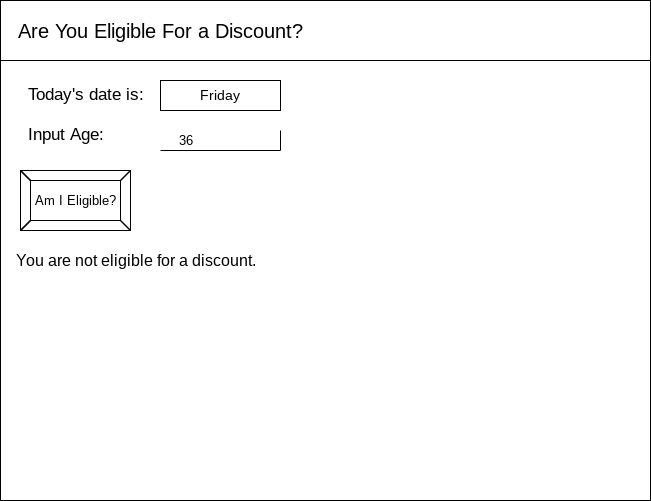 Are You Eligible For a Discount?
Today's date is: Friday
Input Age: 36
Am I Eligible?
You are not eligible for a discount.